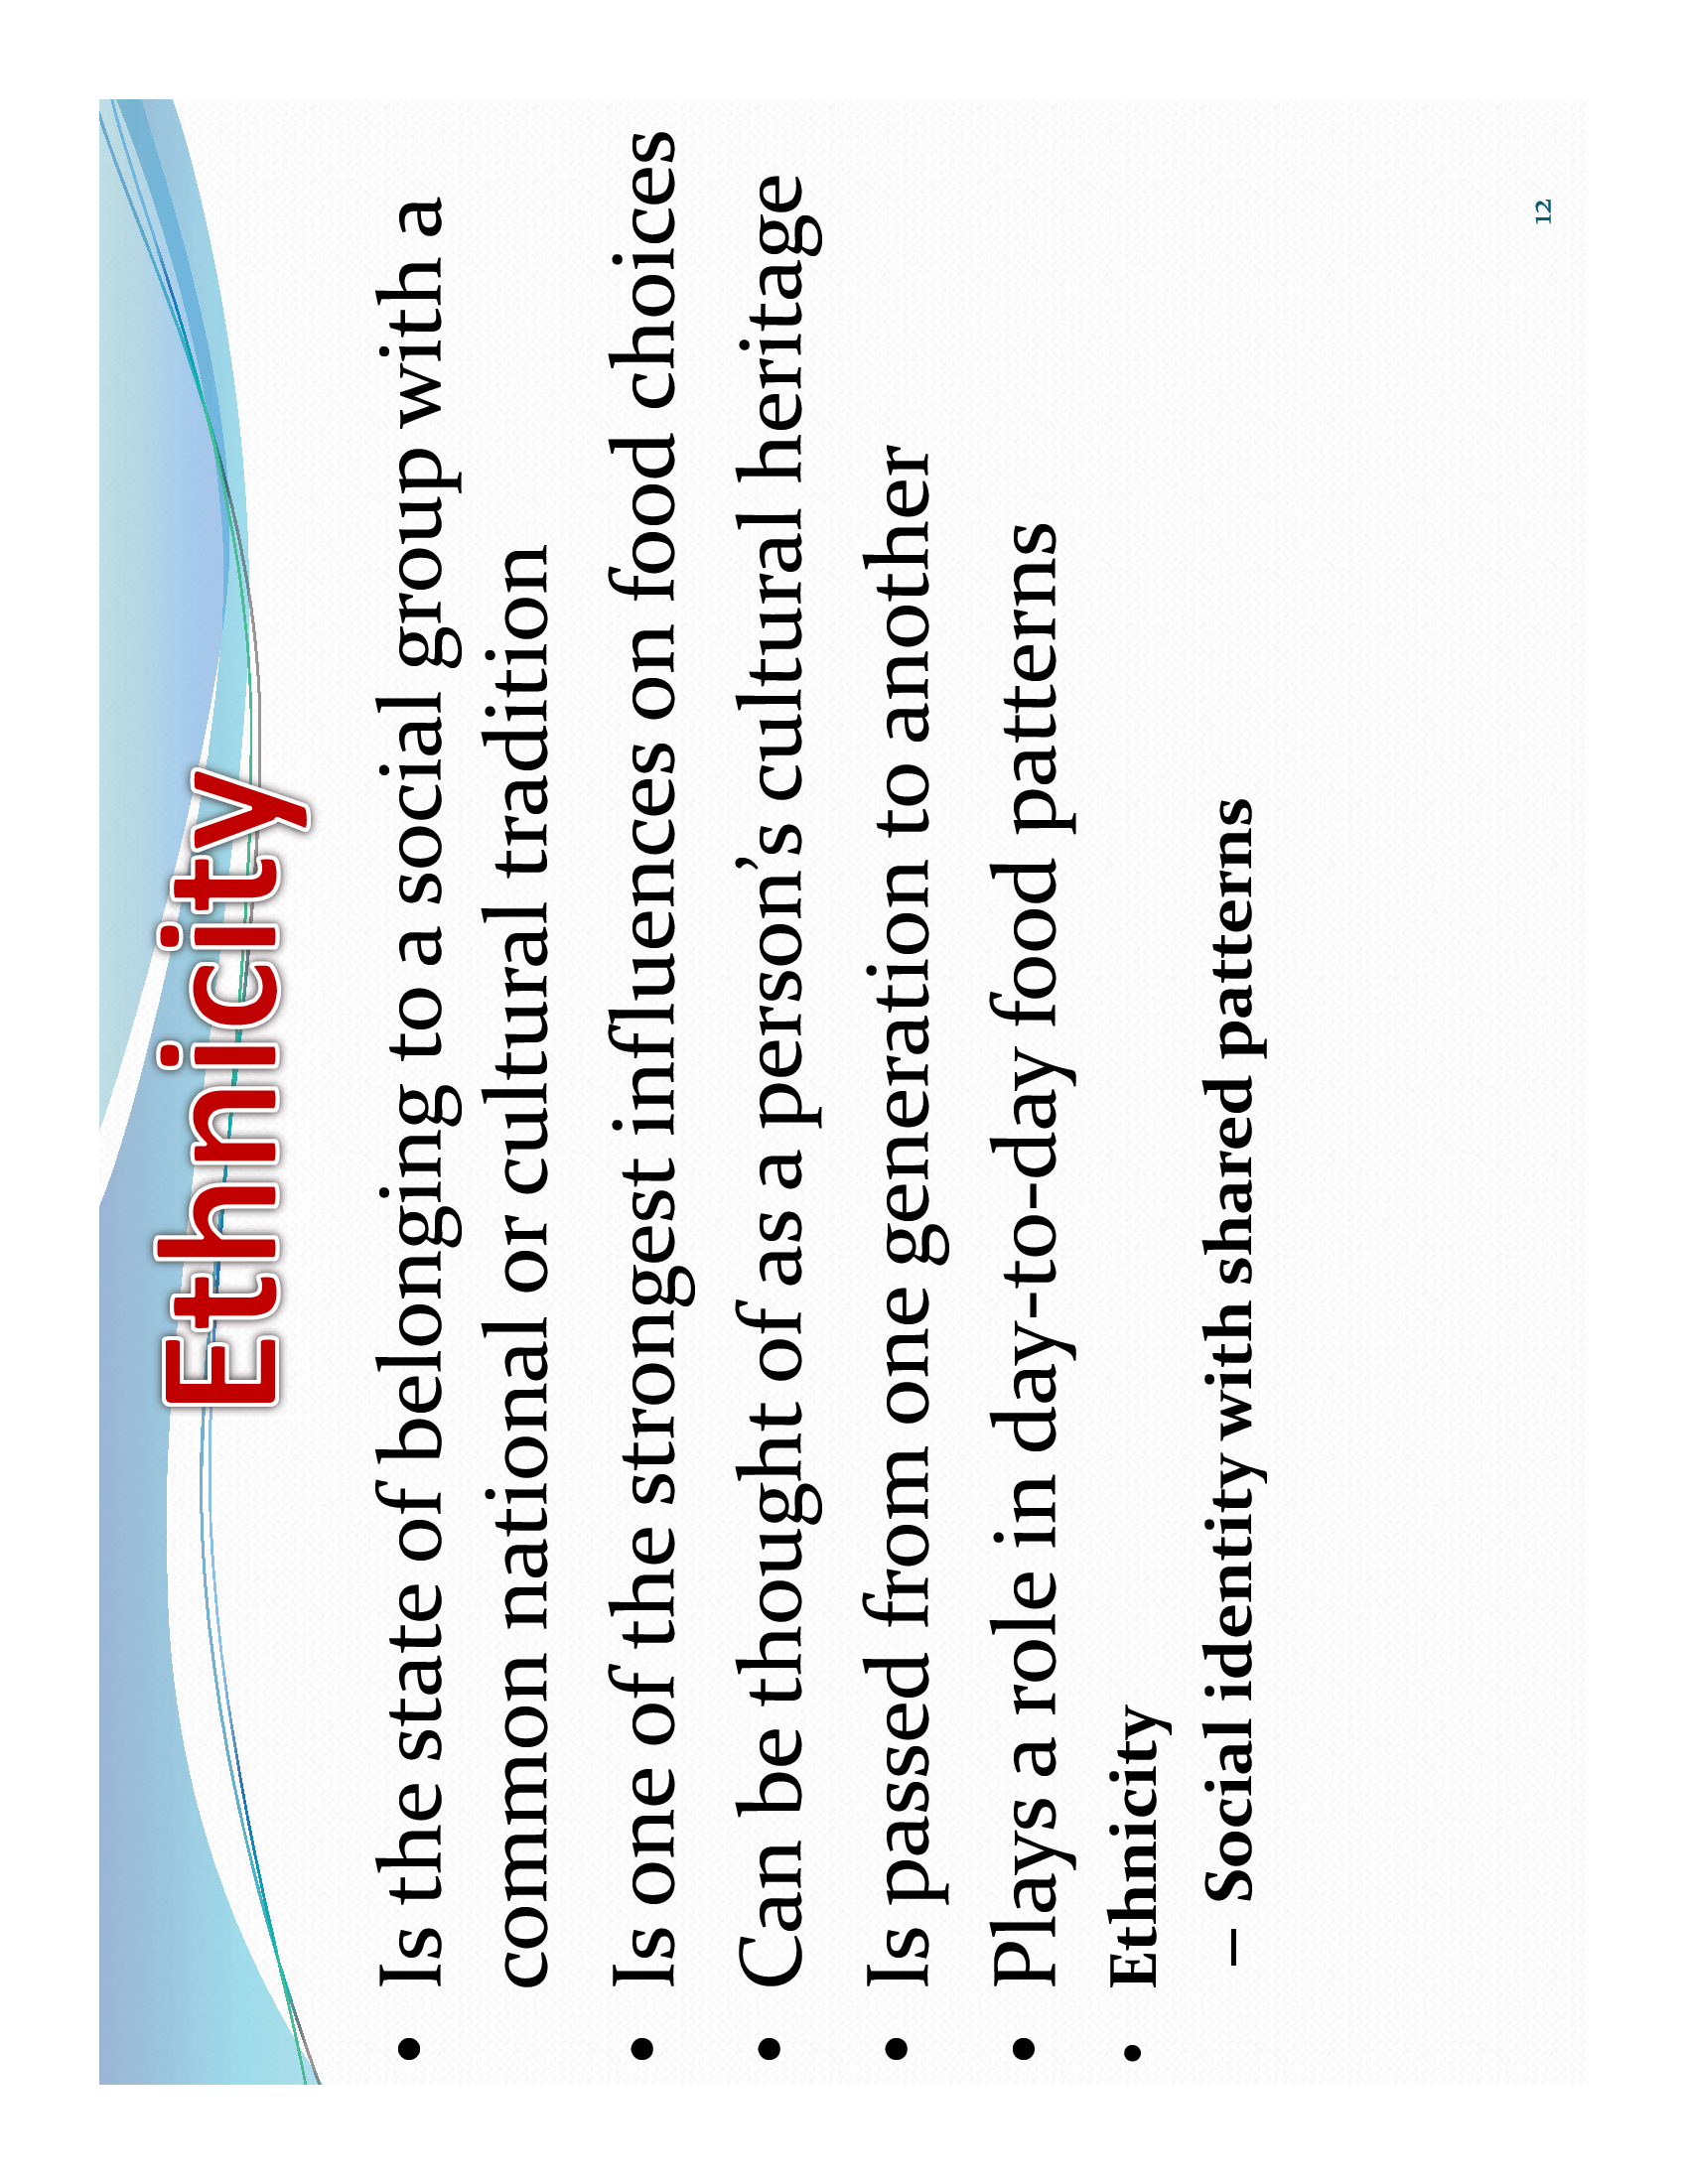 Ethnicity
• Is the state of belonging to a social group with a
common national or cultural tradition
• Is one of the strongest influences on food choices
• Can be thought of as a person’s cultural heritage
• Is passed from one generation to another
• Plays a role in day-to-day food patterns
• Ethnicity
– Social identity with shared patterns
12